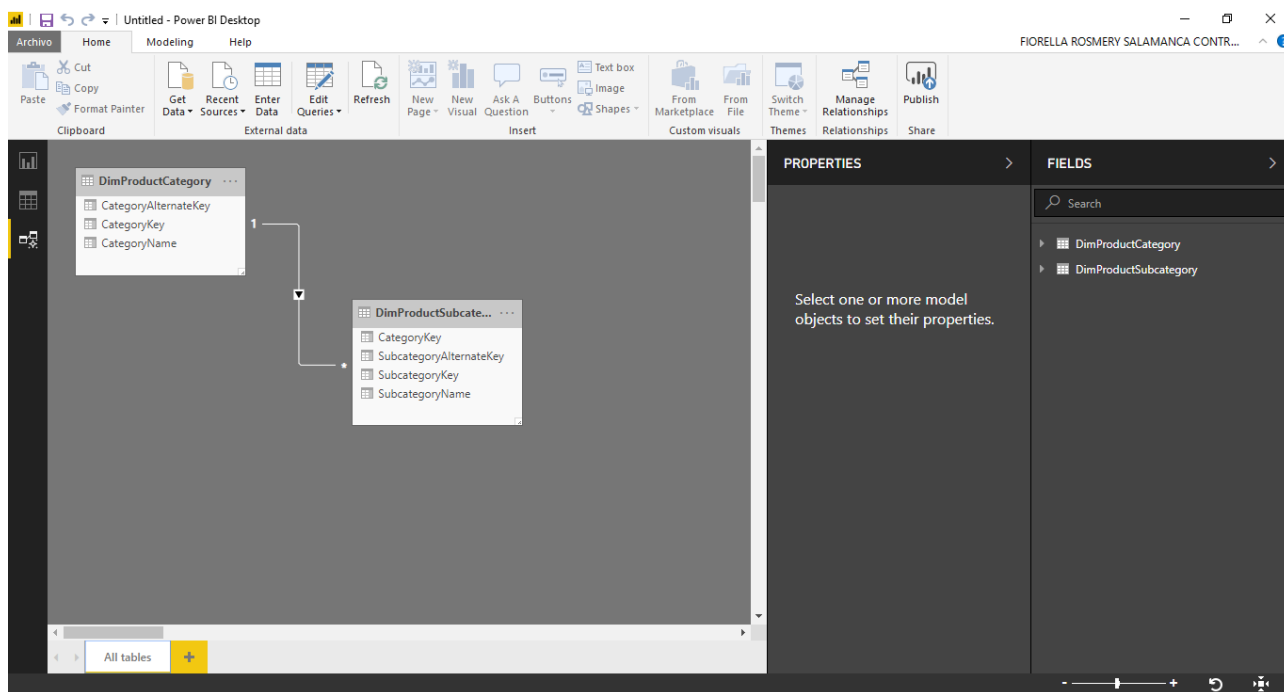 Untitled - Power BI Desktop
Archivo Home Modeling Help FIORELLA ROSMERY SALAMANCA CONTR...
Paste
Cut
Copy
Format Painter
Get Data
Recent Sources
Enter Data
Edit Queries
Refresh
New Page
New Visual
Ask A Question
Buttons
Text box
Image
Shapes
From Marketplace
From File
Switch Theme
Manage Relationships
Publish
Clipboard External data Insert Custom visuals Themes Relationships Share
DimProductCategory ...
CategoryAlternateKey
CategoryKey
CategoryName
1
DimProductSubcate... ...
CategoryKey
SubcategoryAlternateKey
SubcategoryKey
SubcategoryName
*
PROPERTIES >
Select one or more model
objects to set their properties.
FIELDS >
Search
DimProductCategory
DimProductSubcategory
All tables +
- +